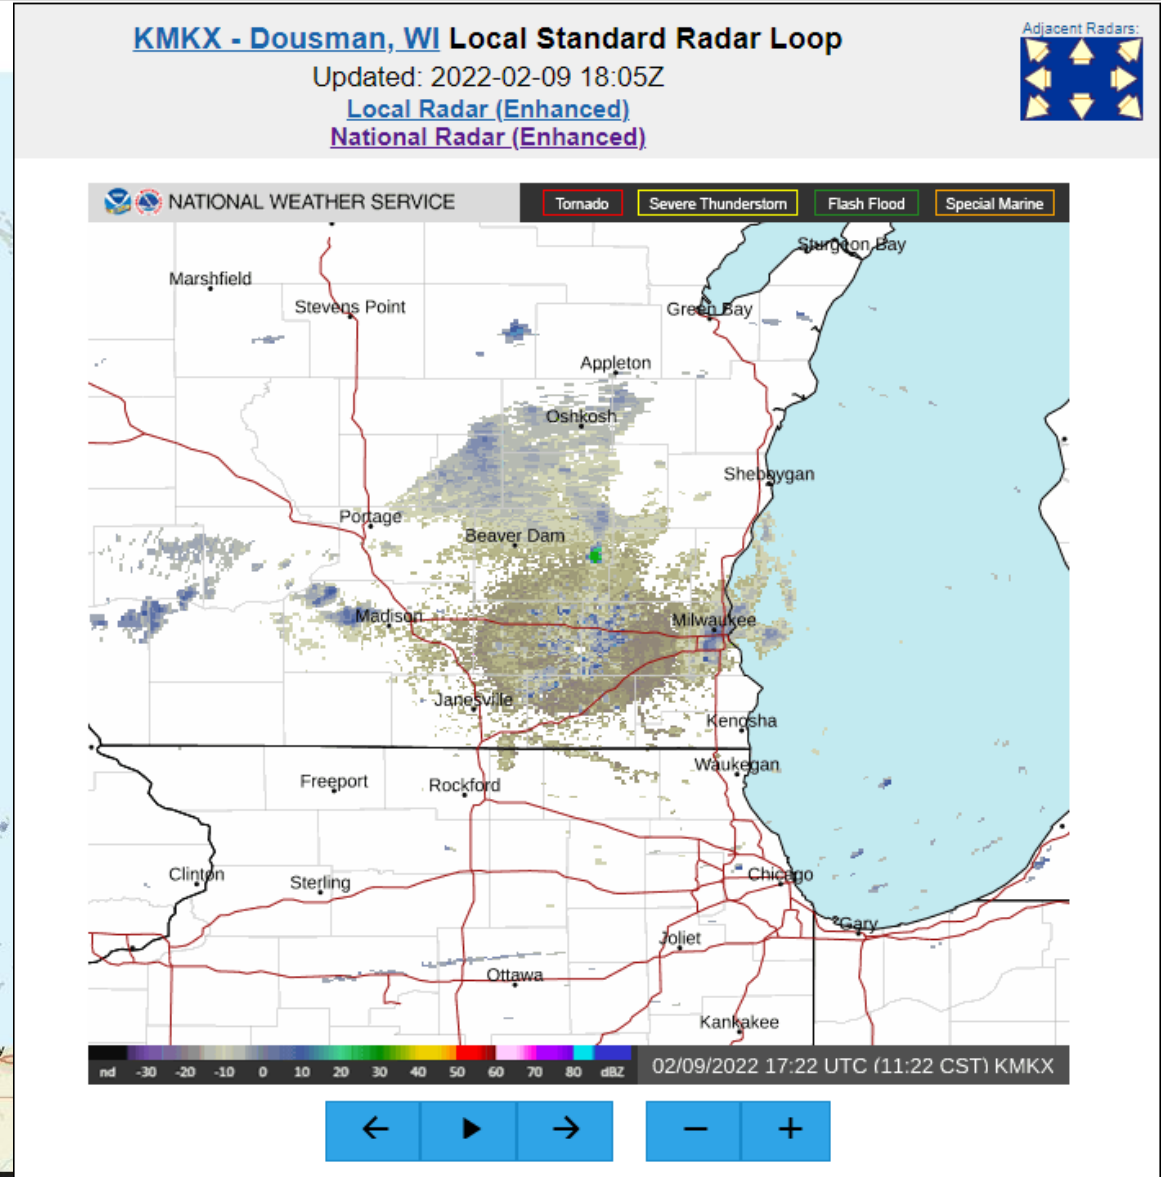 KMKX - Dousman, WI Local Standard Radar Loop
Adjacent Radars:
Updated: 2022-02-09 18:05Z
Local Radar (Enhanced)
National Radar (Enhanced)
NATIONAL WEATHER SERVICE
Tornado
Severe Thunderstorm
Flash Flood
Special Marine
Sturgeon Bay
Marshfield
Stevens Point
Green Bay
Appleton
Oshkosh
Sheboygan
Portage
Beaver Dam
Madison
Milwaukee
Janesville
Kenosha
Waukegan
Freeport
Rockford
Clinton
Sterling
Chicago
Gary
Joliet
Ottawa
Kankakee
nd -30 -20 -10 0 10 20 30 40 50 60 70 80 dBZ
02/09/2022 17:22 UTC (11:22 CST) KMKX